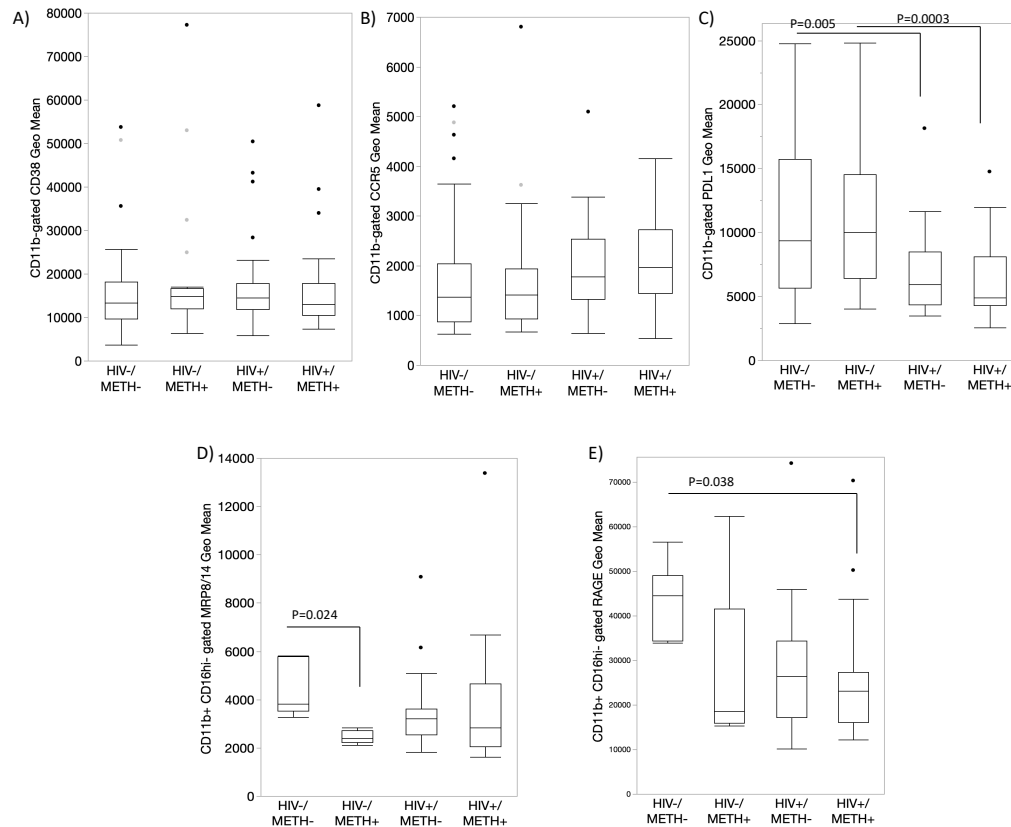 A)
CD11b-gated CD38 Geo Mean
80000
70000
60000
50000
40000
30000
20000
10000
0
HIV-/ HIV-/ HIV+/ HIV+/
METH- METH+ METH- METH+
B)
CD11b-gated CCR5 Geo Mean
7000
6000
5000
4000
3000
2000
1000
0
HIV-/ HIV-/ HIV+/ HIV+/
METH- METH+ METH- METH+
C)
P=0.005 P=0.0003
CD11b-gated PDL1 Geo Mean
25000
20000
15000
10000
5000
0
HIV-/ HIV-/ HIV+/ HIV+/
METH- METH+ METH- METH+
D)
CD11b+ CD16hi- gated MRP8/14 Geo Mean
14000
12000
10000
8000
6000
4000
2000
0
P=0.024
HIV-/ HIV-/ HIV+/ HIV+/
METH- METH+ METH- METH+
E)
CD11b+ CD16hi- gated RAGE Geo Mean
70000
60000
50000
40000
30000
20000
10000
0
P=0.038
HIV-/ HIV-/ HIV+/ HIV+/
METH- METH+ METH- METH+